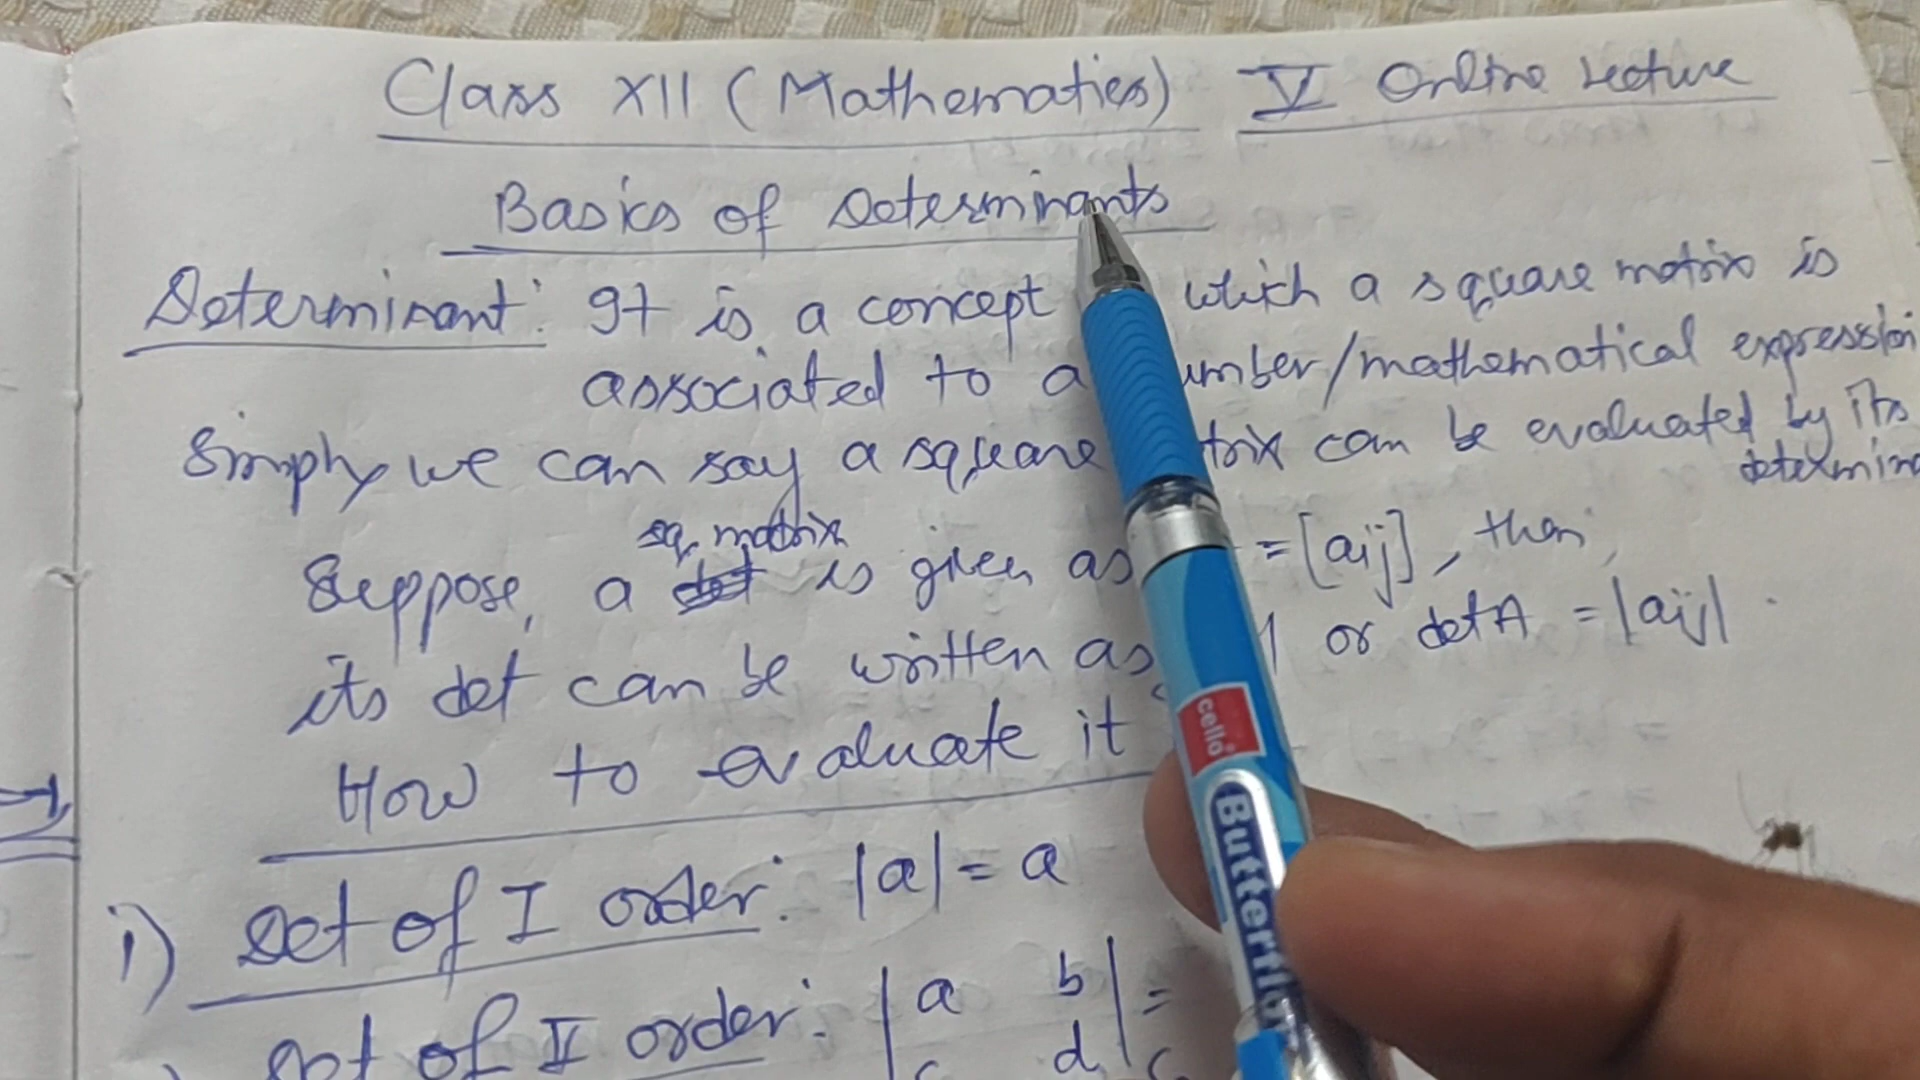 Class XII (Mathematics) V Online Lecture
Basics of Determinants
Determinant: It is a concept which a square matrix is
associated to a umber/mathematical expression
Simply we can say a square trix can be evaluated by its
determin
sq. matrix
Suppose, a is given as = [aij], then,
its det can be written as | or det A = |aij|.
How to evaluate it
i) Det of I order: |a| = a
Det of II order: | a b | =
c d
cello
Butterflo